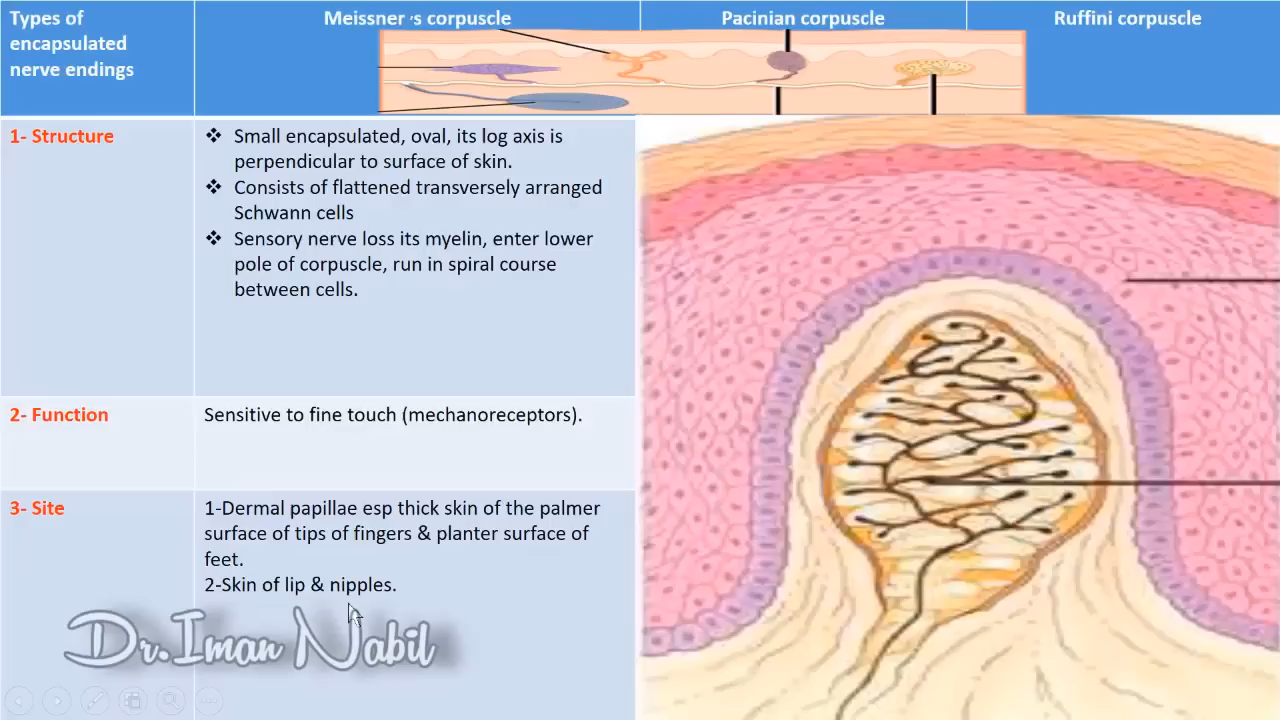 Types of
encapsulated
nerve endings
Meissner 's corpuscle
Pacinian corpuscle
Ruffini corpuscle
1- Structure
❖ Small encapsulated, oval, its log axis is
perpendicular to surface of skin.
❖ Consists of flattened transversely arranged
Schwann cells
❖ Sensory nerve loss its myelin, enter lower
pole of corpuscle, run in spiral course
between cells.
2- Function
Sensitive to fine touch (mechanoreceptors).
3- Site
1-Dermal papillae esp thick skin of the palmer
surface of tips of fingers & planter surface of
feet.
2-Skin of lip & nipples.
Dr.Iman Nabil